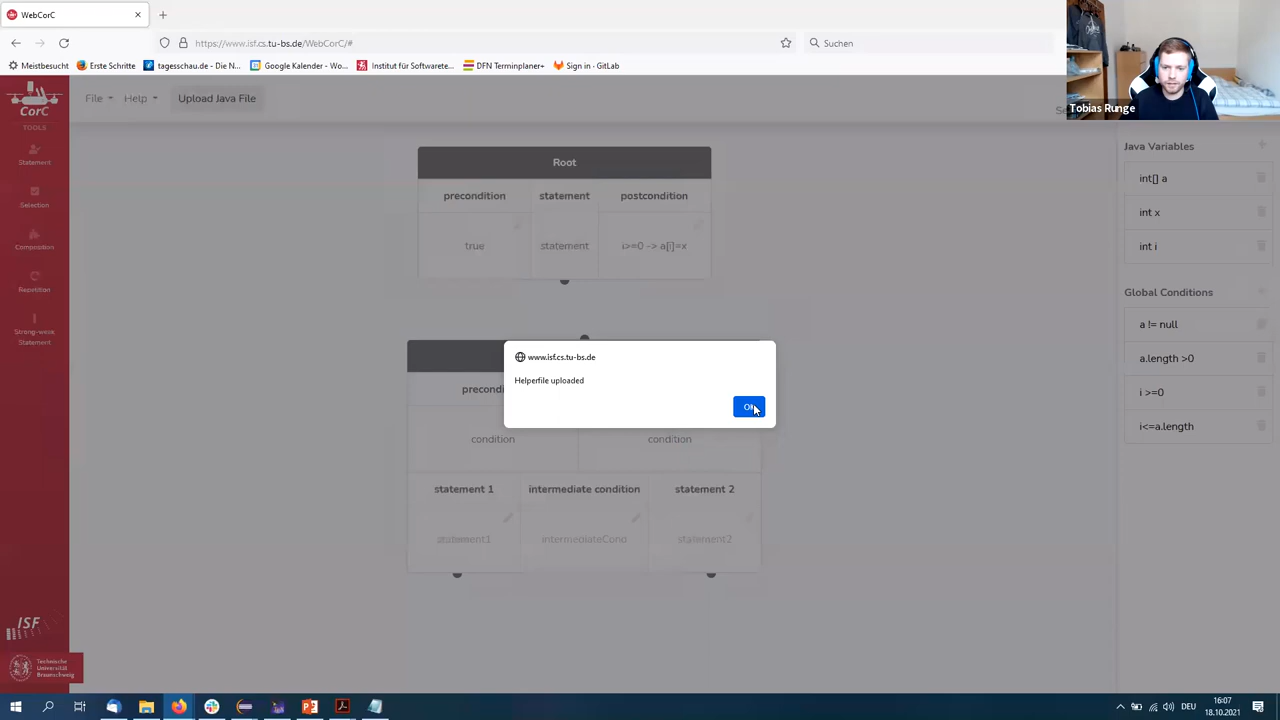 WebCorC
https://www.isf.cs.tu-bs.de/WebCorC/#
Suchen
Meistbesucht
Erste Schritte
tagesschau.de - Die N...
Google Kalender - Wo...
Institut für Softwarete...
DFN Terminplaner+
Sign in · GitLab
Tobias Runge
CorC
File
Help
Upload Java File
TOOLS
Statement
Selection
Composition
Repetition
Strong-weak
Statement
Root
precondition
statement
postcondition
true
statement
i>=0 -> a[i]=x
Java Variables
int[] a
int x
int i
Global Conditions
a != null
a.length >0
i >=0
i<=a.length
www.isf.cs.tu-bs.de
Helperfile uploaded
OK
condition
condition
statement 1
intermediate condition
statement 2
statement1
intermediateCond
statement2
ISF
Technische
Universität
Braunschweig
DEU
16:07
18.10.2021